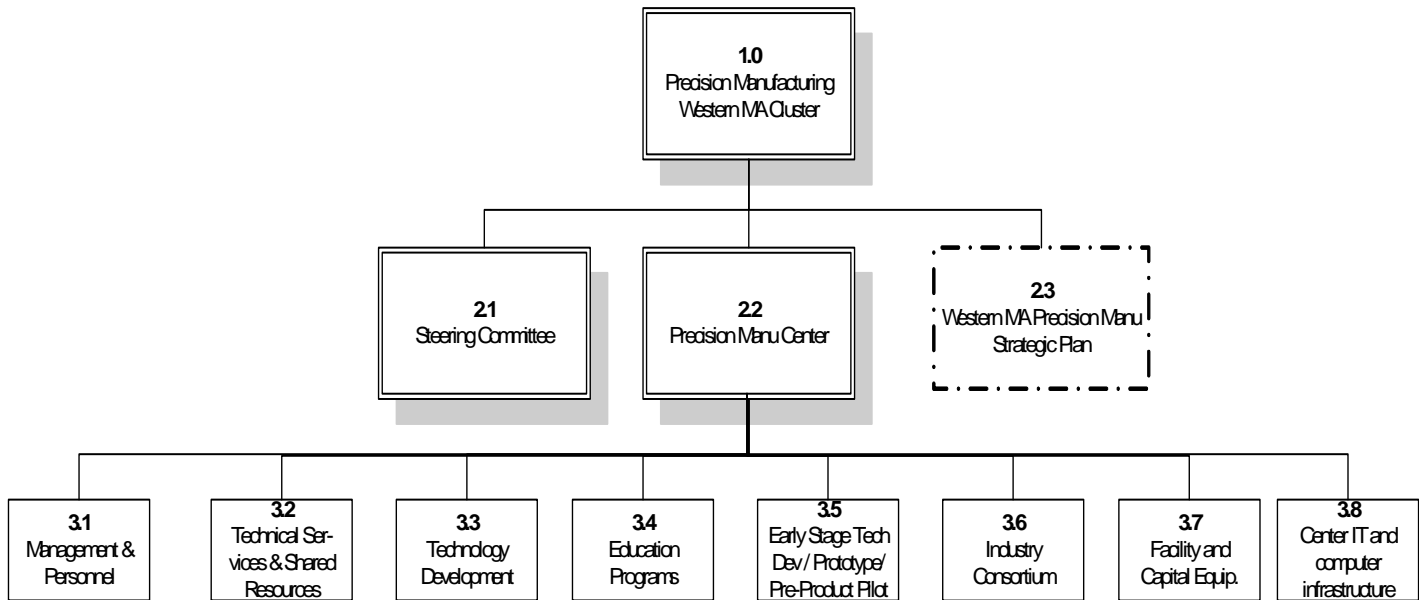 1.0
Precision Manufacturing
Western MA Cluster
2.1
Steering Committee
2.2
Precision Manu Center
2.3
Western MA Precision Manu
Strategic Plan
3.1
Management &
Personnel
3.2
Technical Ser-
vices & Shared
Resources
3.3
Technology
Development
3.4
Education
Programs
3.5
Early Stage Tech
Dev / Prototype/
Pre-Product Pilot
3.6
Industry
Consortium
3.7
Facility and
Capital Equip.
3.8
Center IT and
computer
infrastructure